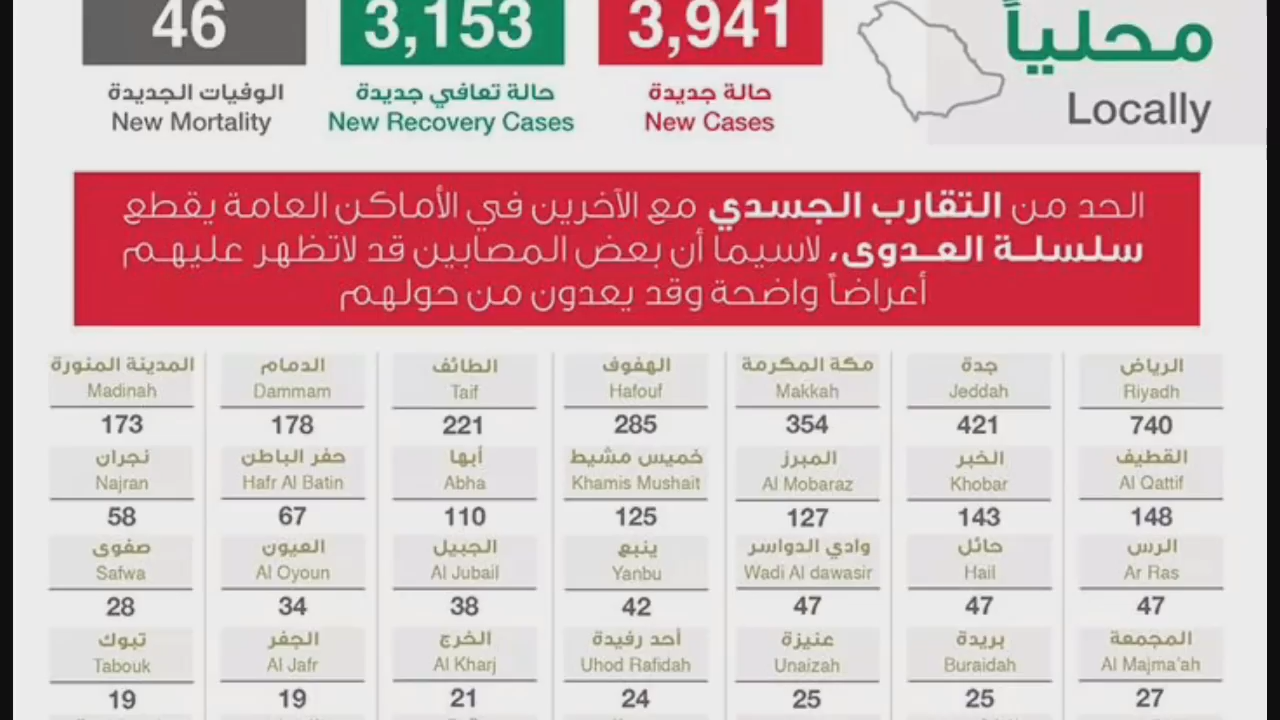 محلياً
Locally
3,941
حالة جديدة
New Cases
3,153
حالة تعافي جديدة
New Recovery Cases
46
الوفيات الجديدة
New Mortality
الحد من التقارب الجسدي مع الآخرين في الأماكن العامة يقطع
سلسلة العدوى، لاسيما أن بعض المصابين قد لاتظهر عليهم
أعراضاً واضحة وقد يعدون من حولهم
الرياض جدة مكة المكرمة الهفوف الطائف الدمام المدينة المنورة
Riyadh Jeddah Makkah Hafouf Taif Dammam Madinah
740 421 354 285 221 178 173
القطيف الخبر المبرز خميس مشيط أبها حفر الباطن نجران
Al Qattif Khobar Al Mobaraz Khamis Mushait Abha Hafr Al Batin Najran
148 143 127 125 110 67 58
الرس حائل وادي الدواسر ينبع الجبيل العيون صفوى
Ar Ras Hail Wadi Al dawasir Yanbu Al Jubail Al Oyoun Safwa
47 47 47 42 38 34 28
المجمعة بريدة عنيزة أحد رفيدة الخرج الجفر تبوك
Al Majma'ah Buraidah Unaizah Uhod Rafidah Al Kharj Al Jafr Tabouk
27 25 25 24 21 19 19